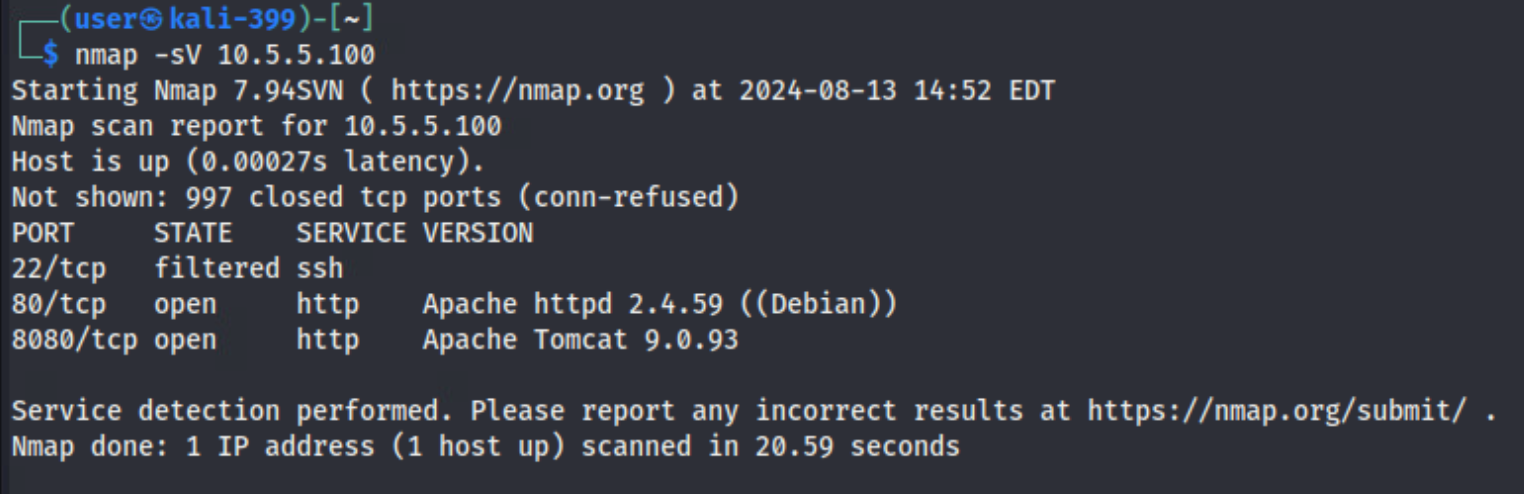 ┌──(user㉿kali-399)-[~]
└─$ nmap -sV 10.5.5.100
Starting Nmap 7.94SVN ( https://nmap.org ) at 2024-08-13 14:52 EDT
Nmap scan report for 10.5.5.100
Host is up (0.00027s latency).
Not shown: 997 closed tcp ports (conn-refused)
PORT     STATE    SERVICE VERSION
22/tcp   filtered ssh
80/tcp   open     http    Apache httpd 2.4.59 ((Debian))
8080/tcp open     http    Apache Tomcat 9.0.93

Service detection performed. Please report any incorrect results at https://nmap.org/submit/ .
Nmap done: 1 IP address (1 host up) scanned in 20.59 seconds